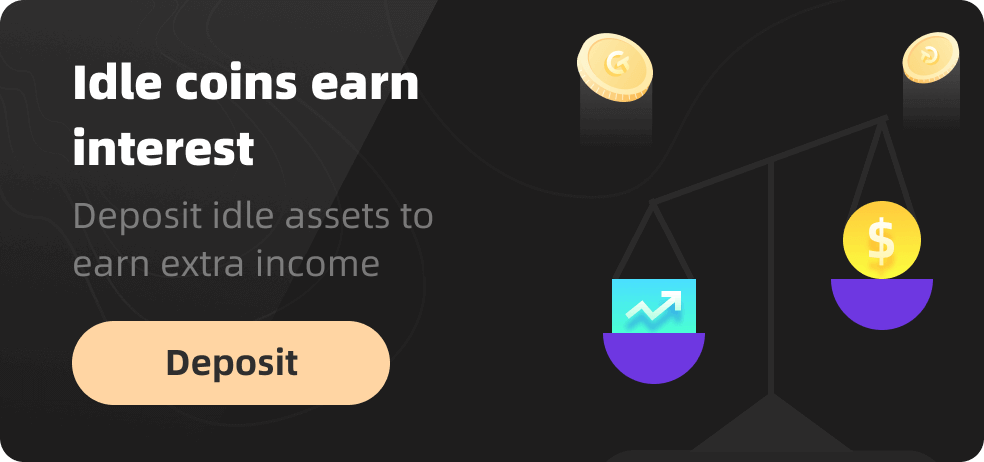 Idle coins earn
interest
Deposit idle assets to
earn extra income
Deposit
$